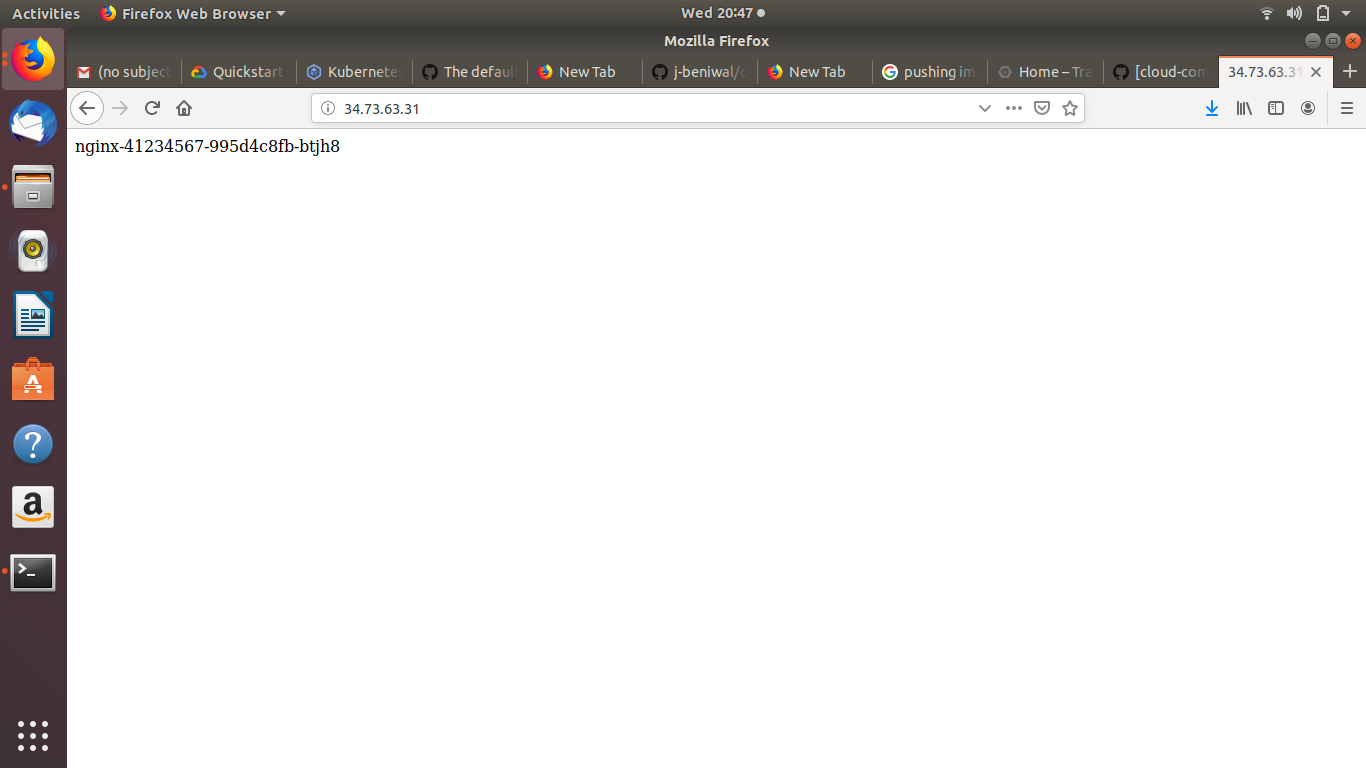 Activities Firefox Web Browser Wed 20:47
Mozilla Firefox
(no subject Quickstart Kubernetes The defaul New Tab j-beniwal/ New Tab pushing im Home – Tra [cloud-com 34.73.63.31
34.73.63.31
nginx-41234567-995d4c8fb-btjh8